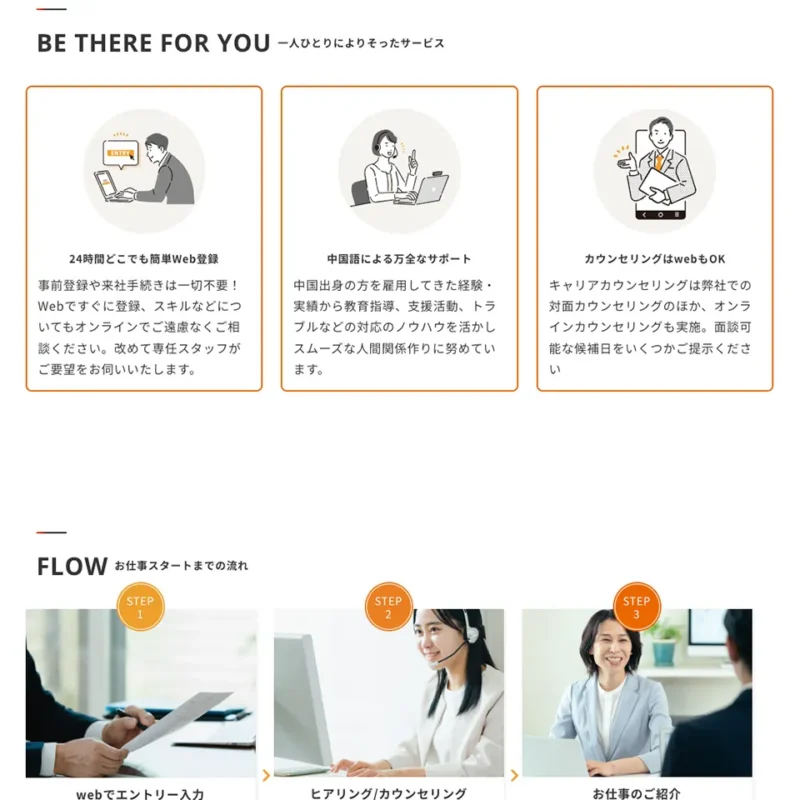 BE THERE FOR YOU 一人ひとりによりそったサービス
ENTRY
24時間どこでも簡単Web登録
事前登録や来社手続きは一切不要！
Webですぐに登録、スキルなどにつ
いてもオンラインでご遠慮なくご相
談ください。改めて専任スタッフが
ご要望をお伺いいたします。
中国語による万全なサポート
中国出身の方を雇用してきた経験・
実績から教育指導、支援活動、トラ
ブルなどの対応のノウハウを活かし
スムーズな人間関係作りに努めてい
ます。
カウンセリングはwebもOK
キャリアカウンセリングは弊社での
対面カウンセリングのほか、オンラ
インカウンセリングも実施。面談可
能な候補日をいくつかご提示くださ
い
FLOW お仕事スタートまでの流れ
STEP
1
webでエントリー入力
STEP
2
ヒアリング/カウンセリング
STEP
3
お仕事のご紹介